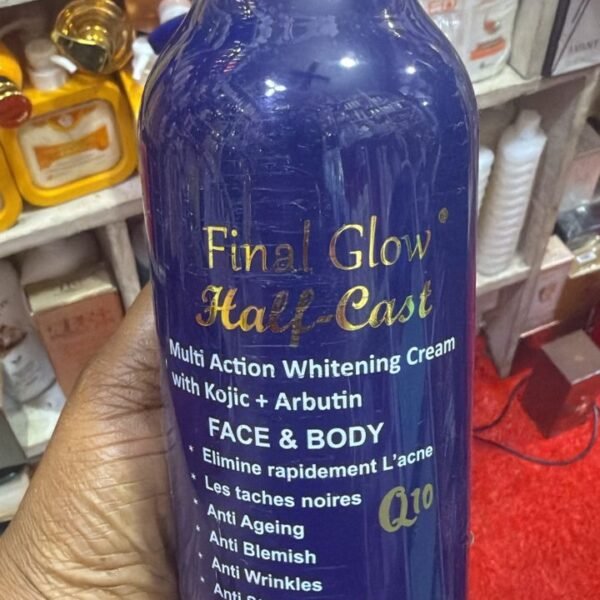 Final Glow®
Half-Cast
Multi Action Whitening Cream
with Kojic + Arbutin
FACE & BODY
* Elimine rapidement L'acne
* Les taches noires
* Anti Ageing
* Anti Blemish
* Anti Wrinkles
* Anti
Q10